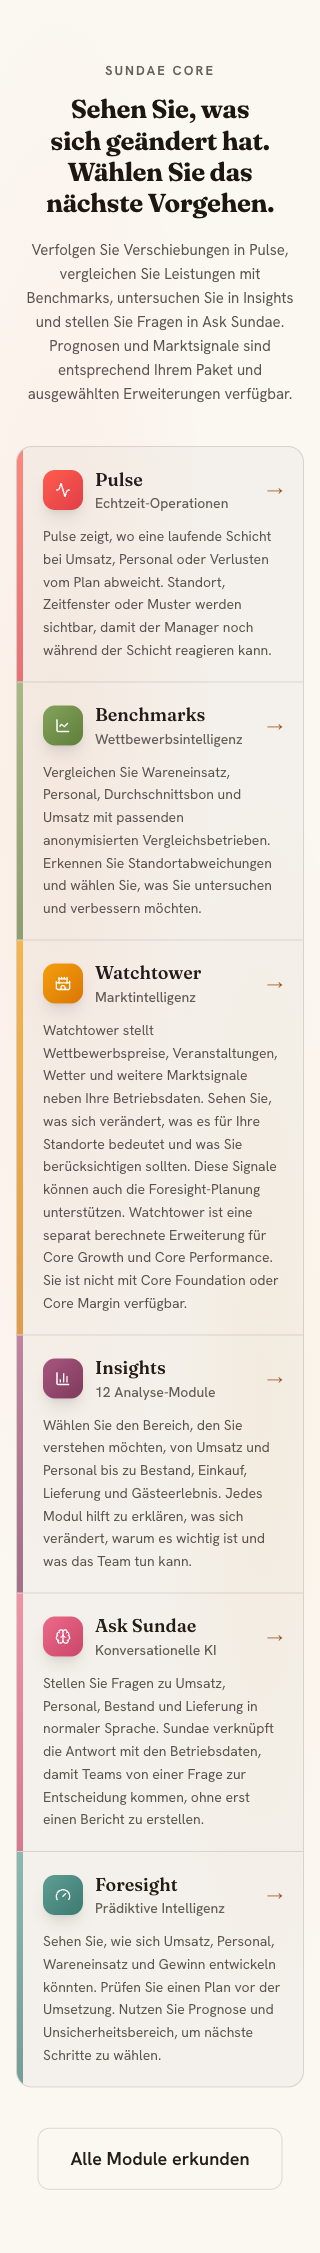 SUNDAE CORE
Sehen Sie, was
sich geändert hat.
Wählen Sie das
nächste Vorgehen.
Verfolgen Sie Verschiebungen in Pulse,
vergleichen Sie Leistungen mit
Benchmarks, untersuchen Sie in Insights
und stellen Sie Fragen in Ask Sundae.
Prognosen und Marktsignale sind
entsprechend Ihrem Paket und
ausgewählten Erweiterungen verfügbar.
Pulse
→
Echtzeit-Operationen
Pulse zeigt, wo eine laufende Schicht
bei Umsatz, Personal oder Verlusten
vom Plan abweicht. Standort,
Zeitfenster oder Muster werden
sichtbar, damit der Manager noch
während der Schicht reagieren kann.
Benchmarks
→
Wettbewerbsintelligenz
Vergleichen Sie Wareneinsatz,
Personal, Durchschnittsbon und
Umsatz mit passenden
anonymisierten Vergleichsbetrieben.
Erkennen Sie Standortabweichungen
und wählen Sie, was Sie untersuchen
und verbessern möchten.
Watchtower
→
Marktintelligenz
Watchtower stellt
Wettbewerbspreise, Veranstaltungen,
Wetter und weitere Marktsignale
neben Ihre Betriebsdaten. Sehen Sie,
was sich verändert, was es für Ihre
Standorte bedeutet und was Sie
berücksichtigen sollten. Diese Signale
können auch die Foresight-Planung
unterstützen. Watchtower ist eine
separat berechnete Erweiterung für
Core Growth und Core Performance.
Sie ist nicht mit Core Foundation oder
Core Margin verfügbar.
Insights
→
12 Analyse-Module
Wählen Sie den Bereich, den Sie
verstehen möchten, von Umsatz und
Personal bis zu Bestand, Einkauf,
Lieferung und Gästeerlebnis. Jedes
Modul hilft zu erklären, was sich
verändert, warum es wichtig ist und
was das Team tun kann.
Ask Sundae
→
Konversationelle KI
Stellen Sie Fragen zu Umsatz,
Personal, Bestand und Lieferung in
normaler Sprache. Sundae verknüpft
die Antwort mit den Betriebsdaten,
damit Teams von einer Frage zur
Entscheidung kommen, ohne erst
einen Bericht zu erstellen.
Foresight
→
Prädiktive Intelligenz
Sehen Sie, wie sich Umsatz, Personal,
Wareneinsatz und Gewinn entwickeln
könnten. Prüfen Sie einen Plan vor der
Umsetzung. Nutzen Sie Prognose und
Unsicherheitsbereich, um nächste
Schritte zu wählen.
Alle Module erkunden